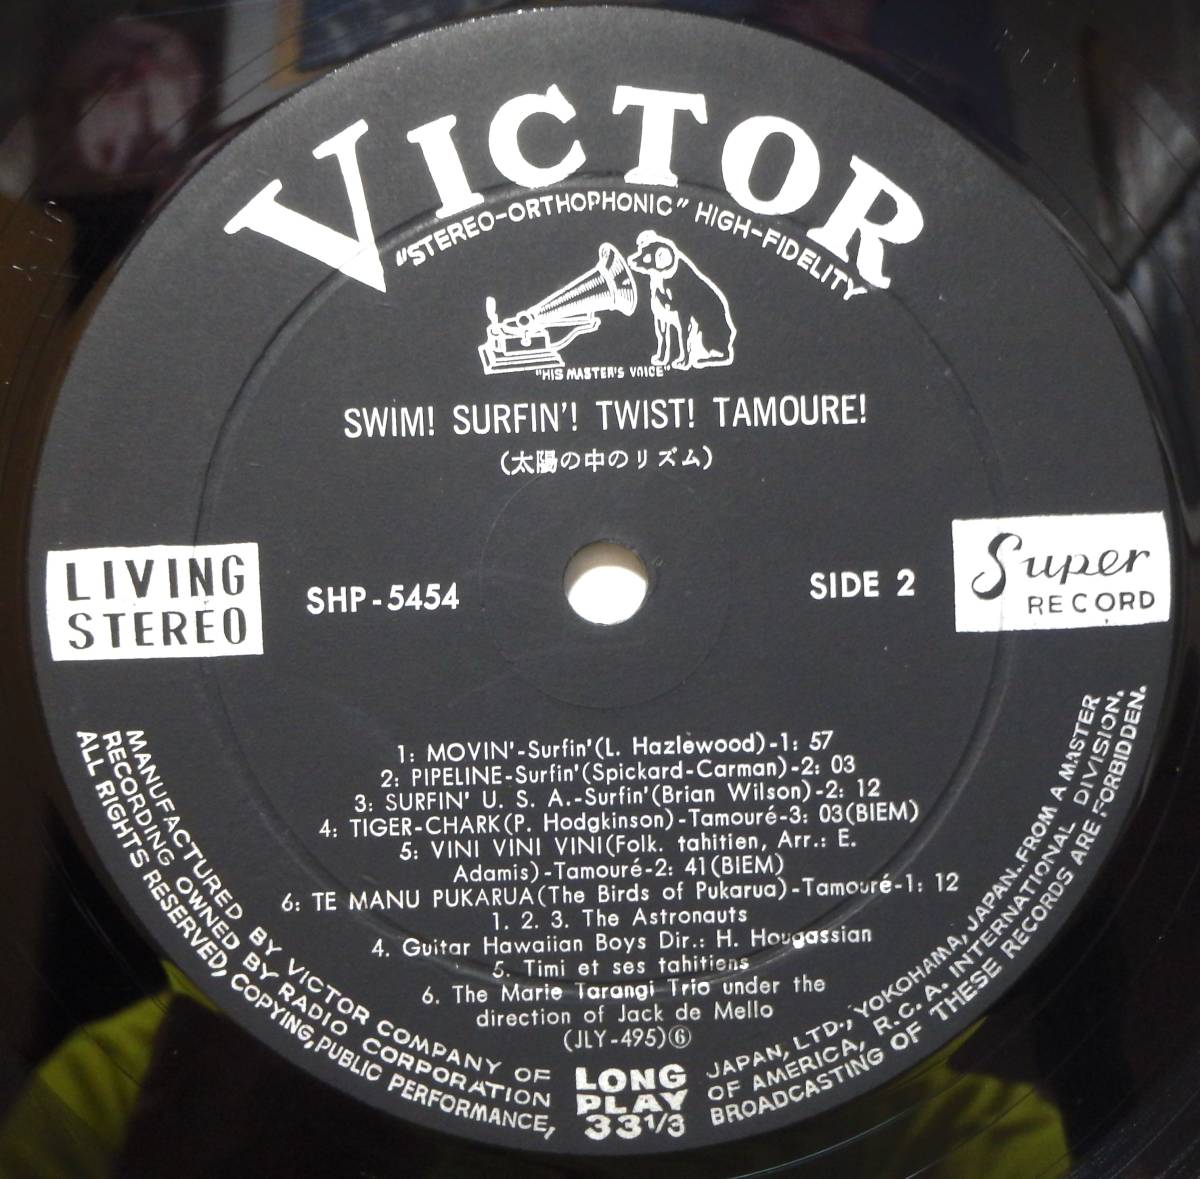 VICTOR
"STEREO-ORTHOPHONIC" HIGH-FIDELITY
"HIS MASTER'S VOICE"
SWIM! SURFIN'! TWIST! TAMOURE!
(太陽の中のリズム)
LIVING
STEREO
SHP-5454
SIDE 2
Super
RECORD
1: MOVIN'-Surfin'(L. Hazlewood)-1: 57
2: PIPELINE-Surfin'(Spickard-Carman)-2: 03
3: SURFIN' U. S. A.-Surfin'(Brian Wilson)-2: 12
4: TIGER-CHARK(P. Hodgkinson)-Tamouré-3: 03(BIEM)
5: VINI VINI VINI(Folk. tahitien, Arr.: E.
Adamis)-Tamouré-2: 41(BIEM)
6: TE MANU PUKARUA(The Birds of Pukarua)-Tamouré-1: 12
1. 2. 3. The Astronauts
4. Guitar Hawaiian Boys Dir.: H. Hougassian
5. Timi et ses tahitiens
6. The Marie Tarangi Trio under the
direction of Jack de Mello
(JLY-495)⑥
LONG
PLAY
33 1/3
MANUFACTURED BY VICTOR COMPANY OF JAPAN, LTD., YOKOHAMA, JAPAN. FROM A MASTER
RECORDING OWNED BY RADIO CORPORATION OF AMERICA, R.C.A. INTERNATIONAL DIVISION.
ALL RIGHTS RESERVED, COPYING, PUBLIC PERFORMANCE, BROADCASTING OF THESE RECORDS ARE FORBIDDEN.